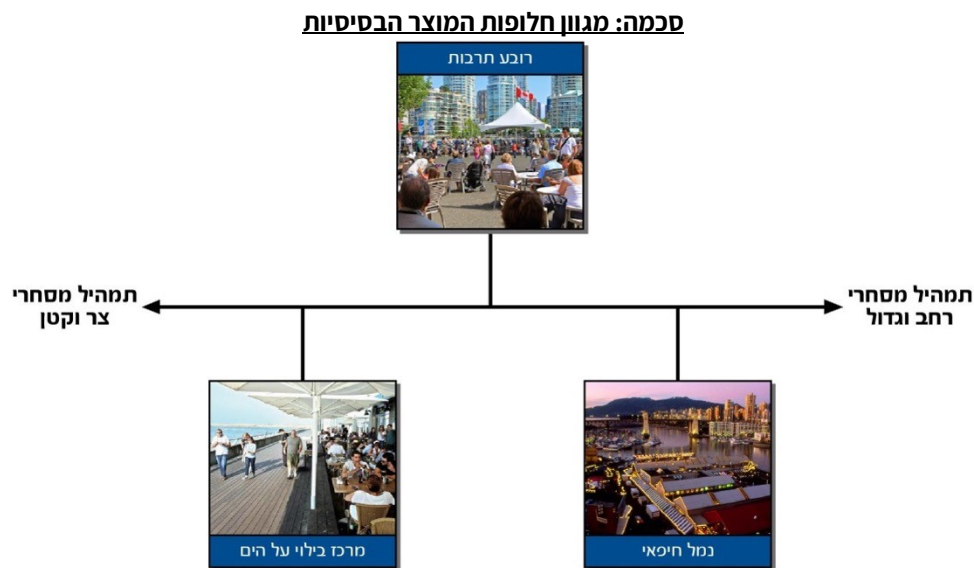 סכמה: מגוון חלופות המוצר הבסיסיות
רובע תרבות
תמהיל מסחרי
רחב וגדול
תמהיל מסחרי
צר וקטן
נמל חיפאי
מרכז בילוי על הים